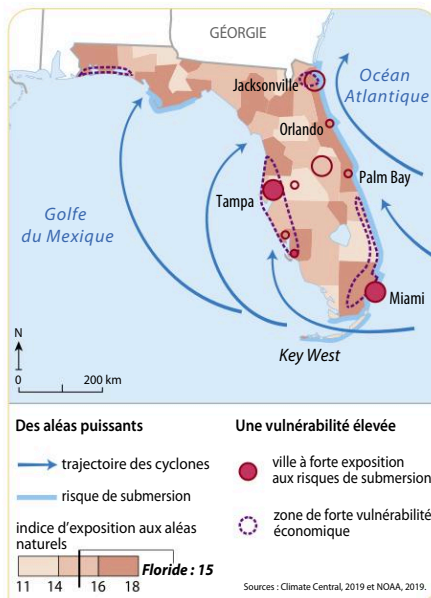 GÉORGIE
Jacksonville
Océan
Atlantique
Orlando
Palm Bay
Tampa
Golfe
du Mexique
Miami
Key West
N
0 200 km
Des aléas puissants
trajectoire des cyclones
risque de submersion
indice d'exposition aux aléas
naturels
Floride : 15
11 14 16 18
Une vulnérabilité élevée
ville à forte exposition
aux risques de submersion
zone de forte vulnérabilité
économique
Sources : Climate Central, 2019 et NOAA, 2019.